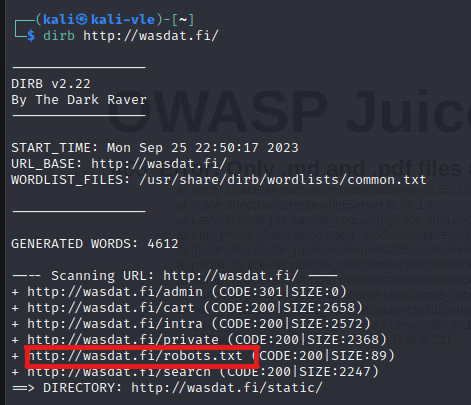 (kali㉿kali-vle)-[~]
$ dirb http://wasdat.fi/
-----------------
DIRB v2.22
By The Dark Raver
-----------------
START_TIME: Mon Sep 25 22:50:17 2023
URL_BASE: http://wasdat.fi/
WORDLIST_FILES: /usr/share/dirb/wordlists/common.txt
-----------------
GENERATED WORDS: 4612
---- Scanning URL: http://wasdat.fi/ ----
+ http://wasdat.fi/admin (CODE:301|SIZE:0)
+ http://wasdat.fi/cart (CODE:200|SIZE:2658)
+ http://wasdat.fi/intra (CODE:200|SIZE:2572)
+ http://wasdat.fi/private (CODE:200|SIZE:2368)
+ http://wasdat.fi/robots.txt (CODE:200|SIZE:89)
+ http://wasdat.fi/search (CODE:200|SIZE:2247)
==> DIRECTORY: http://wasdat.fi/static/
OWASP Juice
Only .md and .pdf files a